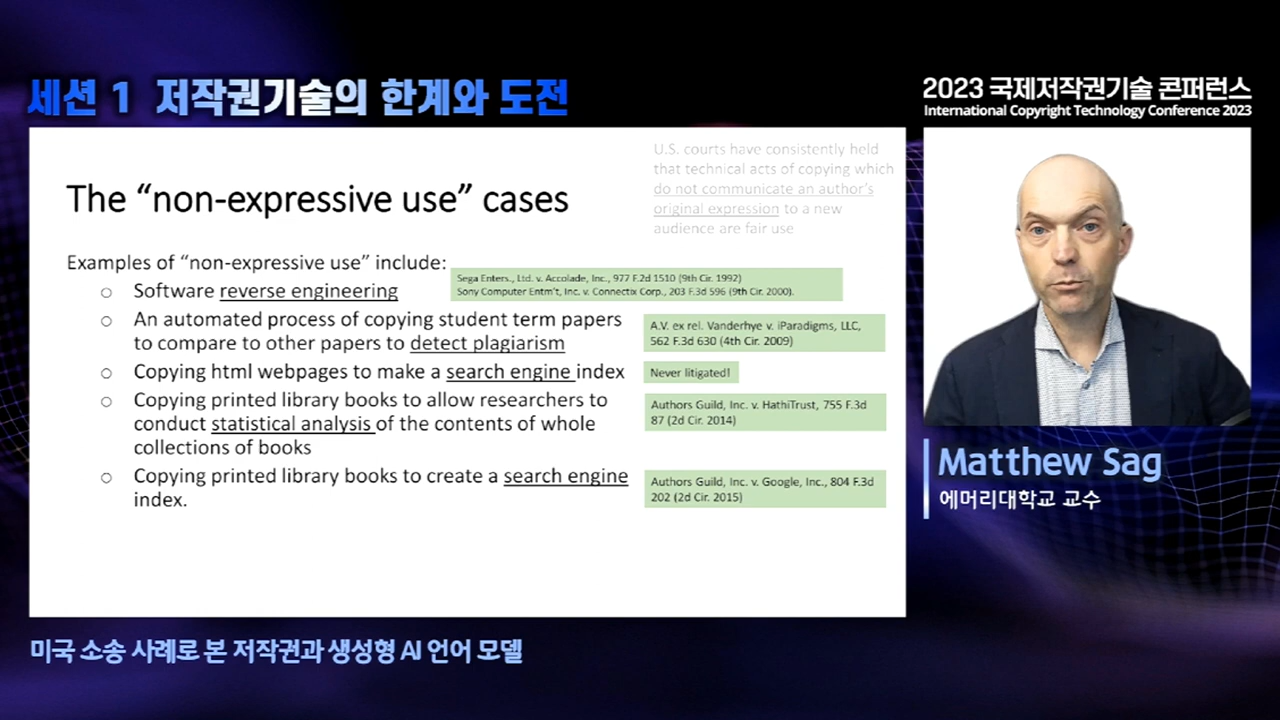 세션 1 저작권기술의 한계와 도전
2023 국제저작권기술 콘퍼런스
International Copyright Technology Conference 2023
U.S. courts have consistently held
that technical acts of copying which
do not communicate an author's
original expression to a new
audience are fair use
The “non-expressive use” cases
Examples of “non-expressive use” include:
○ Software reverse engineering
Sega Enters., Ltd. v. Accolade, Inc., 977 F.2d 1510 (9th Cir. 1992)
Sony Computer Entm't, Inc. v. Connectix Corp., 203 F.3d 596 (9th Cir. 2000).
○ An automated process of copying student term papers
to compare to other papers to detect plagiarism
A.V. ex rel. Vanderhye v. iParadigms, LLC,
562 F.3d 630 (4th Cir. 2009)
○ Copying html webpages to make a search engine index
Never litigated!
○ Copying printed library books to allow researchers to
conduct statistical analysis of the contents of whole
collections of books
Authors Guild, Inc. v. HathiTrust, 755 F.3d
87 (2d Cir. 2014)
○ Copying printed library books to create a search engine
index.
Authors Guild, Inc. v. Google, Inc., 804 F.3d
202 (2d Cir. 2015)
Matthew Sag
에머리대학교 교수
미국 소송 사례로 본 저작권과 생성형 AI 언어 모델